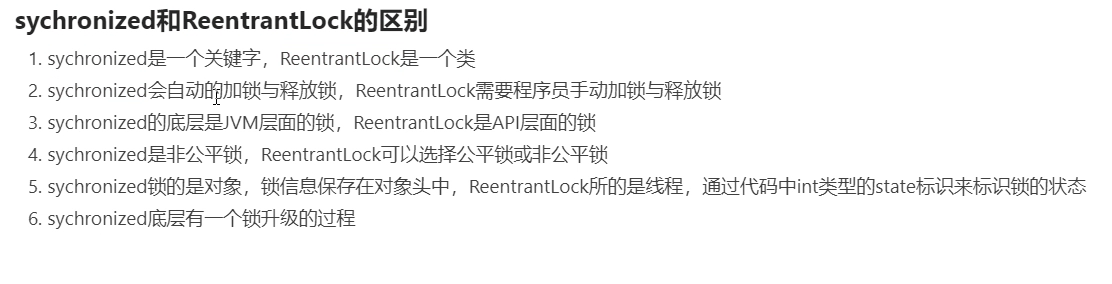 sychronized和ReentrantLock的区别
1. sychronized是一个关键字，ReentrantLock是一个类
2. sychronized会自动的加锁与释放锁，ReentrantLock需要程序员手动加锁与释放锁
3. sychronized的底层是JVM层面的锁，ReentrantLock是API层面的锁
4. sychronized是非公平锁，ReentrantLock可以选择公平锁或非公平锁
5. sychronized锁的是对象，锁信息保存在对象头中，ReentrantLock所的是线程，通过代码中int类型的state标识来标识锁的状态
6. sychronized底层有一个锁升级的过程